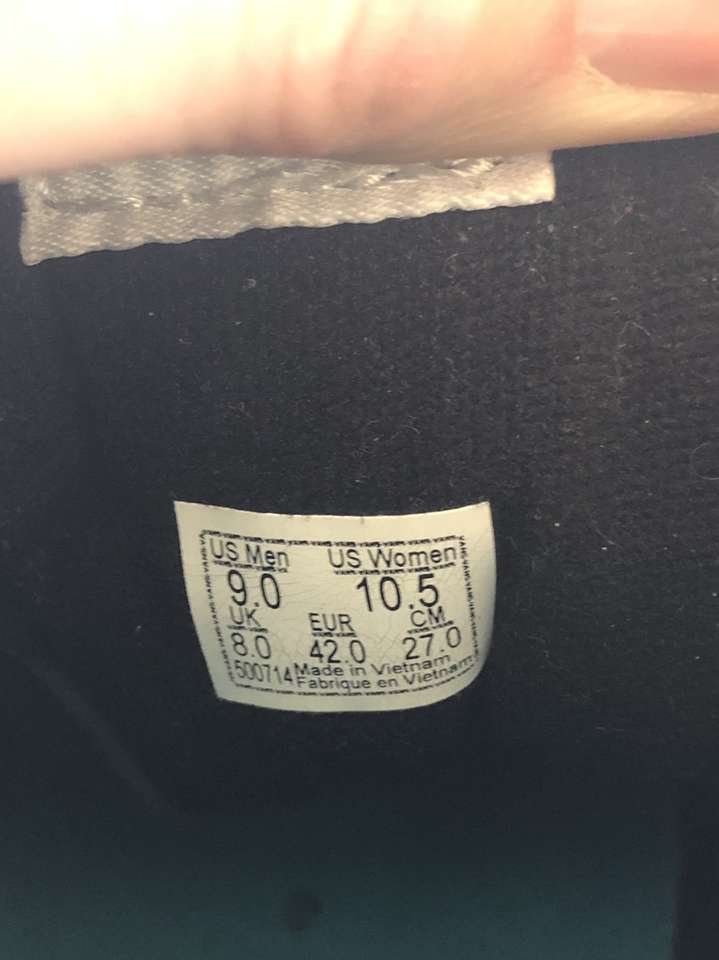 US Men US Women
9.0 10.5
UK EUR CM
8.0 42.0 27.0
500714 Made in Vietnam
Fabrique en Vietnam